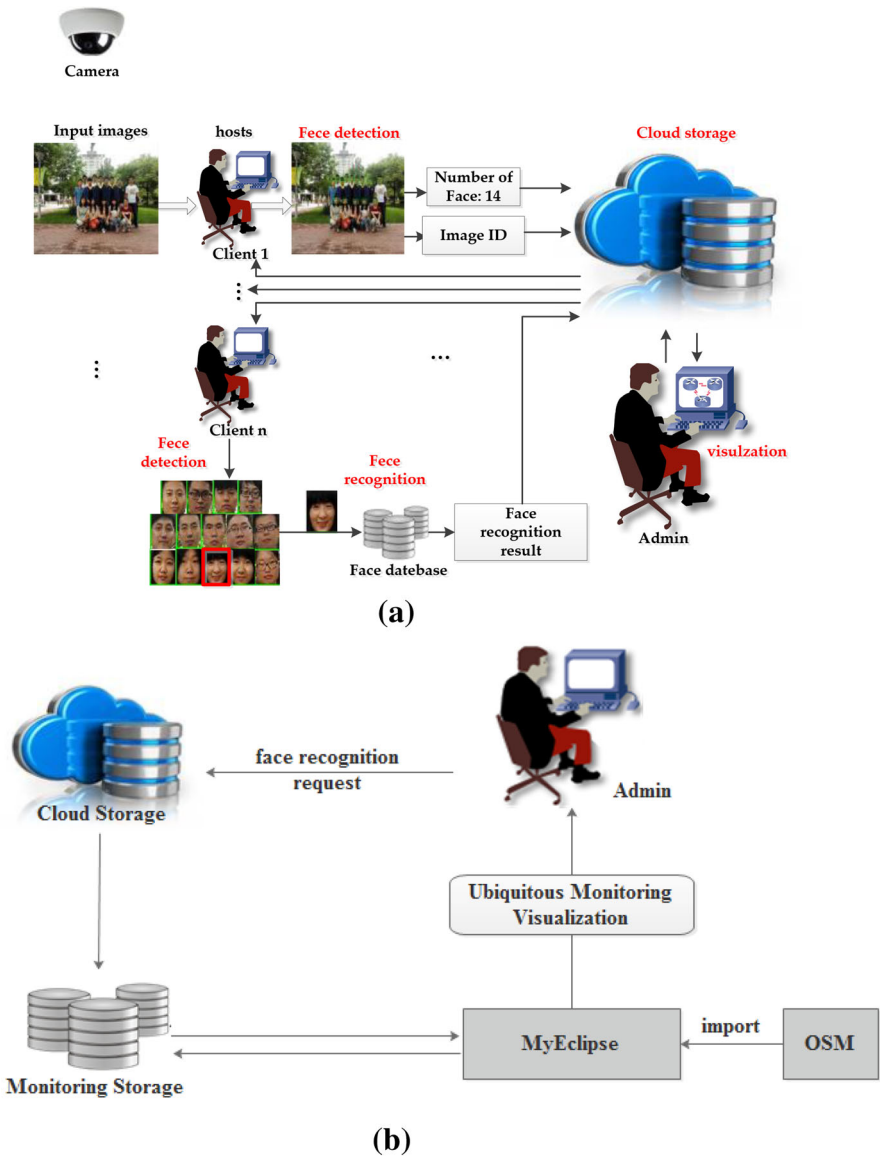 Camera
Input images
hosts
Fece detection
Cloud storage
Number of
Face: 14
Image ID
Client 1
...
...
...
Client n
visulzation
Fece
detection
Fece
recognition
Face
recognition
result
Admin
Face datebase
(a)
face recognition
request
Admin
Cloud Storage
Ubiquitous Monitoring
Visualization
import
MyEclipse
OSM
Monitoring Storage
(b)